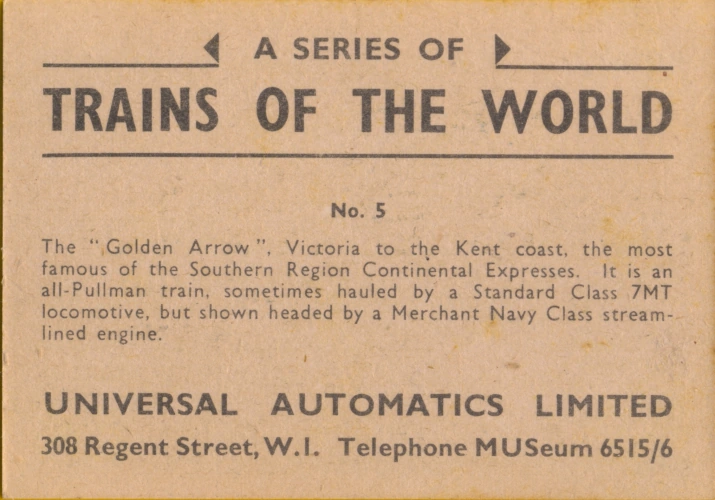 A SERIES OF
TRAINS OF THE WORLD
No. 5
The "Golden Arrow", Victoria to the Kent coast, the most
famous of the Southern Region Continental Expresses. It is an
all-Pullman train, sometimes hauled by a Standard Class 7MT
locomotive, but shown headed by a Merchant Navy Class stream-
lined engine.
UNIVERSAL AUTOMATICS LIMITED
308 Regent Street, W.I. Telephone MUSeum 6515/6